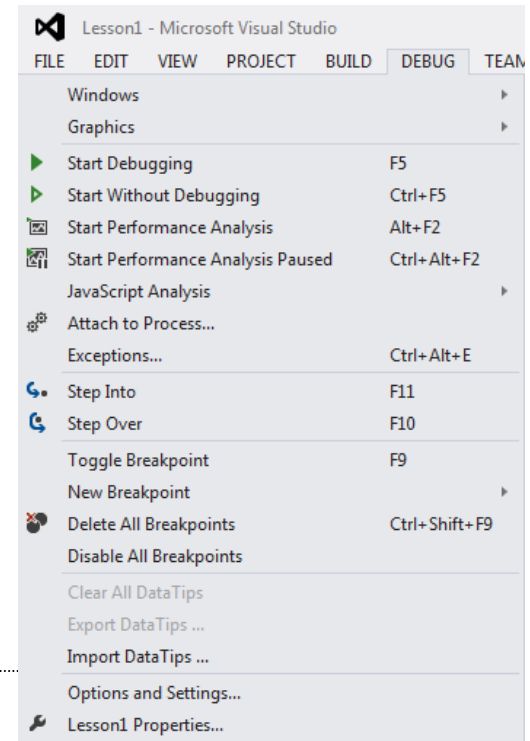 Lesson1 - Microsoft Visual Studio
FILE EDIT VIEW PROJECT BUILD DEBUG TEAM
Windows
Graphics
Start Debugging F5
Start Without Debugging Ctrl+F5
Start Performance Analysis Alt+F2
Start Performance Analysis Paused Ctrl+Alt+F2
JavaScript Analysis
Attach to Process...
Exceptions... Ctrl+Alt+E
Step Into F11
Step Over F10
Toggle Breakpoint F9
New Breakpoint
Delete All Breakpoints Ctrl+Shift+F9
Disable All Breakpoints
Clear All DataTips
Export DataTips ...
Import DataTips ...
Options and Settings...
Lesson1 Properties...